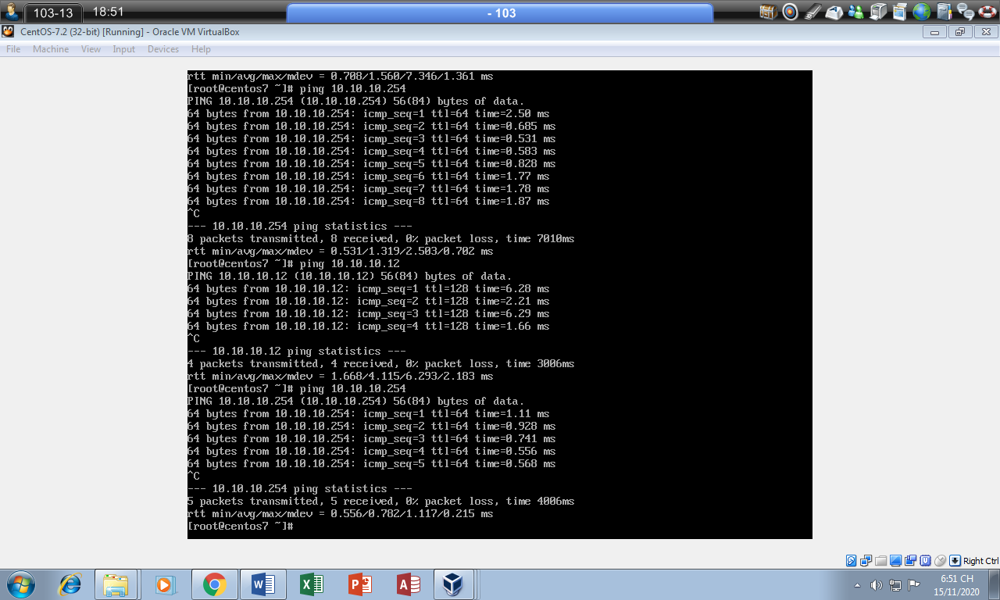 103-13
18:51
- 103
CentOS-7.2 (32-bit) [Running] - Oracle VM VirtualBox
File Machine View Input Devices Help
rtt min/avg/max/mdev = 0.708/1.560/7.346/1.361 ms
[root@centos7 ~]# ping 10.10.10.254
PING 10.10.10.254 (10.10.10.254) 56(84) bytes of data.
64 bytes from 10.10.10.254: icmp_seq=1 ttl=64 time=2.50 ms
64 bytes from 10.10.10.254: icmp_seq=2 ttl=64 time=0.685 ms
64 bytes from 10.10.10.254: icmp_seq=3 ttl=64 time=0.531 ms
64 bytes from 10.10.10.254: icmp_seq=4 ttl=64 time=0.583 ms
64 bytes from 10.10.10.254: icmp_seq=5 ttl=64 time=0.828 ms
64 bytes from 10.10.10.254: icmp_seq=6 ttl=64 time=1.77 ms
64 bytes from 10.10.10.254: icmp_seq=7 ttl=64 time=1.78 ms
64 bytes from 10.10.10.254: icmp_seq=8 ttl=64 time=1.87 ms
^C
--- 10.10.10.254 ping statistics ---
8 packets transmitted, 8 received, 0% packet loss, time 7010ms
rtt min/avg/max/mdev = 0.531/1.319/2.503/0.702 ms
[root@centos7 ~]# ping 10.10.10.12
PING 10.10.10.12 (10.10.10.12) 56(84) bytes of data.
64 bytes from 10.10.10.12: icmp_seq=1 ttl=128 time=6.28 ms
64 bytes from 10.10.10.12: icmp_seq=2 ttl=128 time=2.21 ms
64 bytes from 10.10.10.12: icmp_seq=3 ttl=128 time=6.29 ms
64 bytes from 10.10.10.12: icmp_seq=4 ttl=128 time=1.66 ms
^C
--- 10.10.10.12 ping statistics ---
4 packets transmitted, 4 received, 0% packet loss, time 3006ms
rtt min/avg/max/mdev = 1.668/4.115/6.293/2.183 ms
[root@centos7 ~]# ping 10.10.10.254
PING 10.10.10.254 (10.10.10.254) 56(84) bytes of data.
64 bytes from 10.10.10.254: icmp_seq=1 ttl=64 time=1.11 ms
64 bytes from 10.10.10.254: icmp_seq=2 ttl=64 time=0.928 ms
64 bytes from 10.10.10.254: icmp_seq=3 ttl=64 time=0.741 ms
64 bytes from 10.10.10.254: icmp_seq=4 ttl=64 time=0.556 ms
64 bytes from 10.10.10.254: icmp_seq=5 ttl=64 time=0.568 ms
^C
--- 10.10.10.254 ping statistics ---
5 packets transmitted, 5 received, 0% packet loss, time 4006ms
rtt min/avg/max/mdev = 0.556/0.782/1.117/0.215 ms
[root@centos7 ~]#
Right Ctrl
6:51 CH
15/11/2020